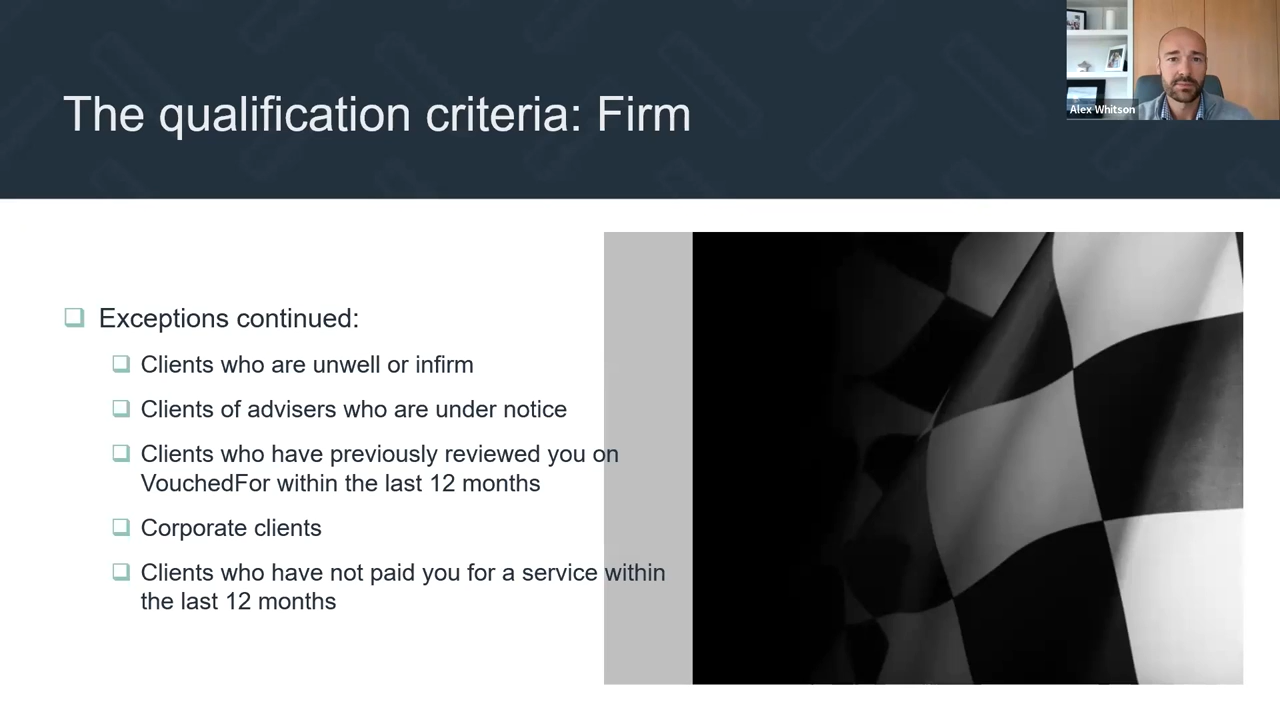 The qualification criteria: Firm
Alex Whitson
Exceptions continued:
Clients who are unwell or infirm
Clients of advisers who are under notice
Clients who have previously reviewed you on
VouchedFor within the last 12 months
Corporate clients
Clients who have not paid you for a service within
the last 12 months